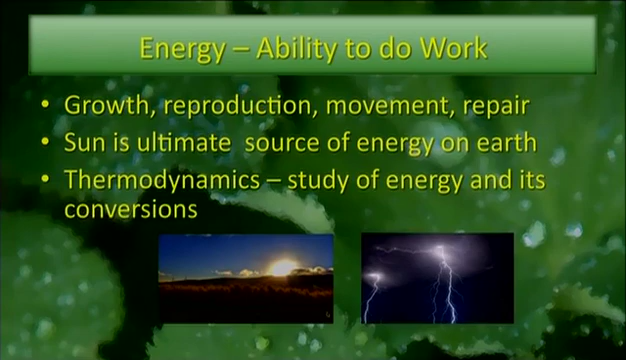 Energy – Ability to do Work
• Growth, reproduction, movement, repair
• Sun is ultimate source of energy on earth
• Thermodynamics – study of energy and its
conversions